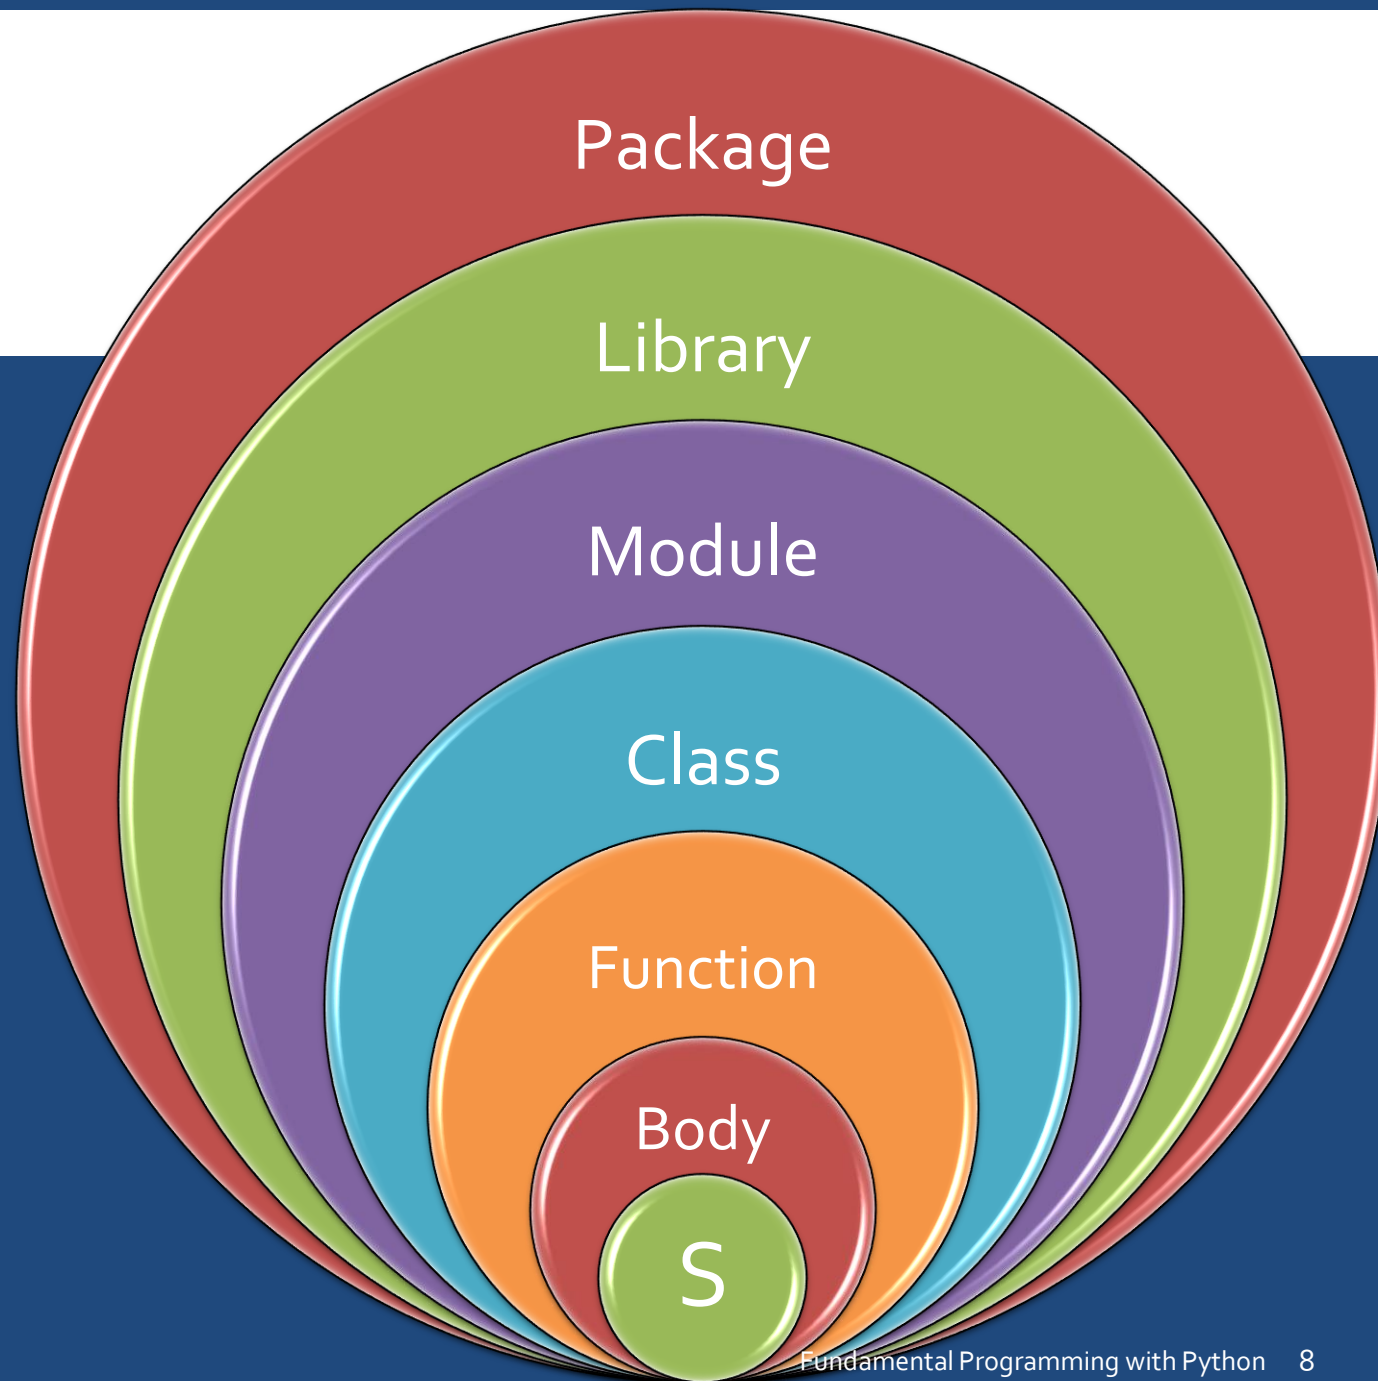 Package
Library
Module
Class
Function
Body
S
Fundamental Programming with Python 8